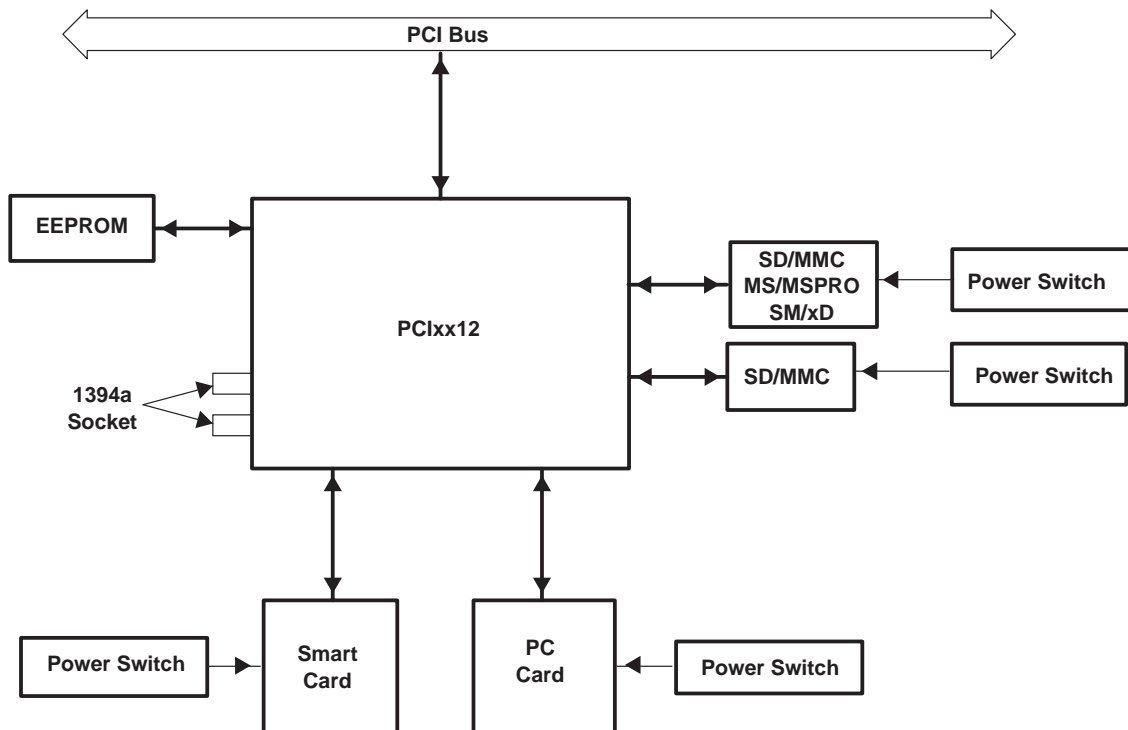 PCI Bus
EEPROM
PCIxx12
SD/MMC
MS/MSPRO
SM/xD
Power Switch
SD/MMC
Power Switch
1394a
Socket
Power Switch
Smart
Card
PC
Card
Power Switch